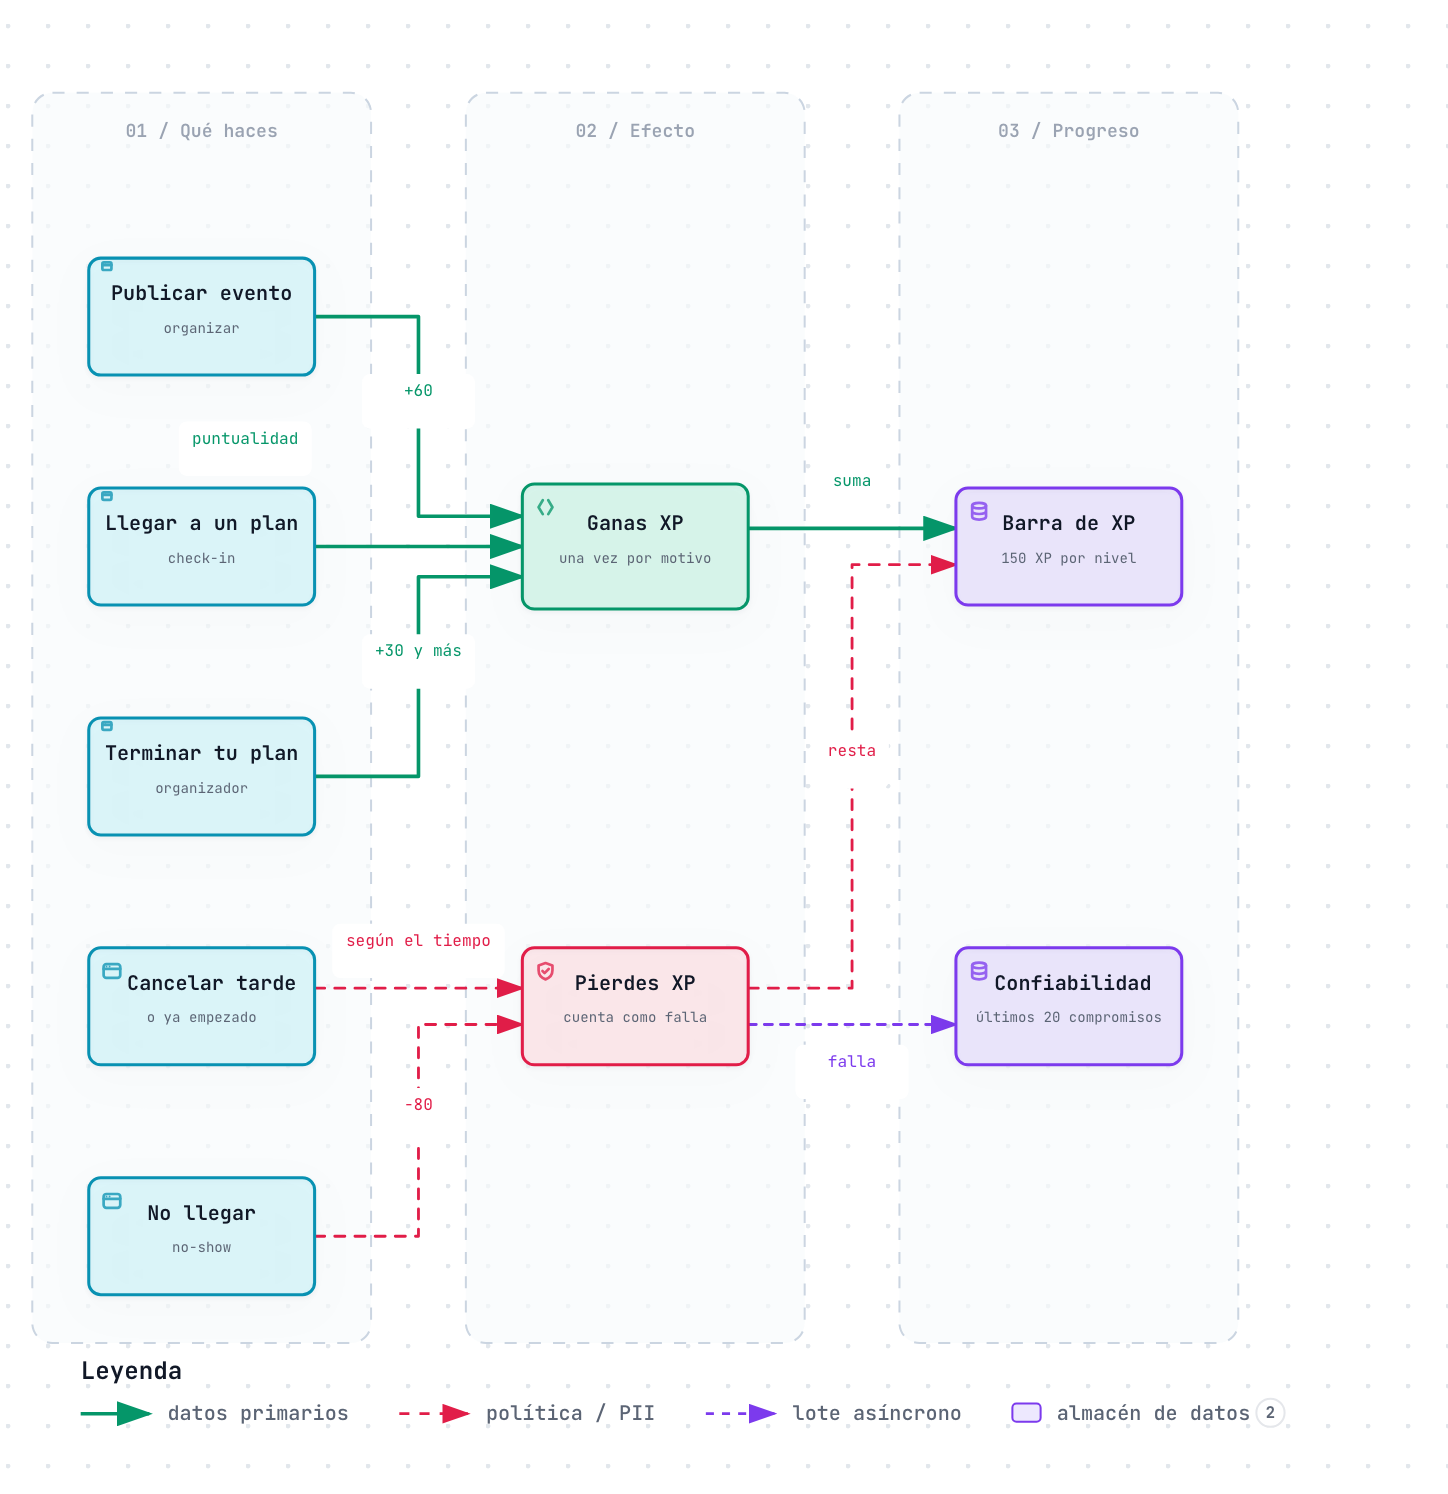 01 / Qué haces
02 / Efecto
03 / Progreso
Publicar evento
organizar
+60
puntualidad
Llegar a un plan
check-in
Ganas XP
una vez por motivo
suma
Barra de XP
150 XP por nivel
+30 y más
Terminar tu plan
organizador
resta
según el tiempo
Cancelar tarde
o ya empezado
Pierdes XP
cuenta como falla
Confiabilidad
últimos 20 compromisos
falla
-80
No llegar
no-show
Leyenda
datos primarios
política / PII
lote asíncrono
almacén de datos
2